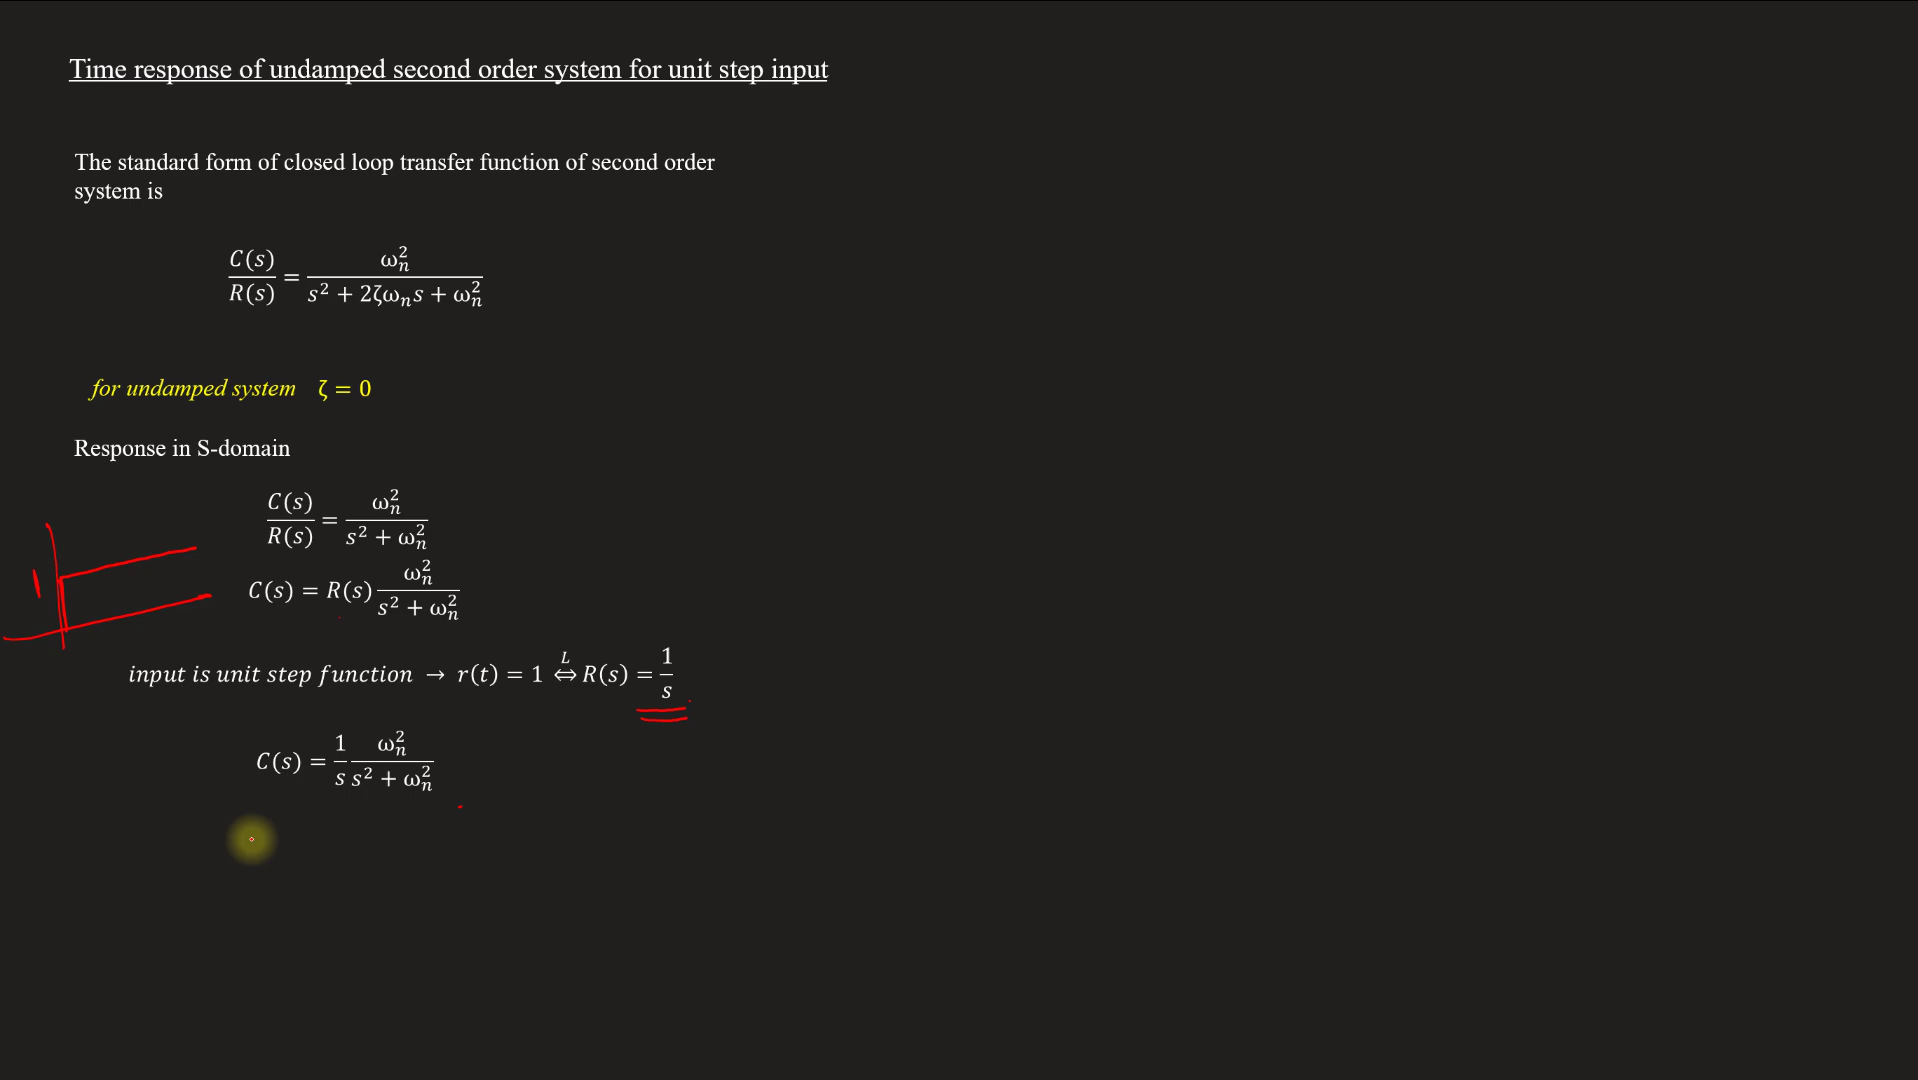 Time response of undamped second order system for unit step input
The standard form of closed loop transfer function of second order
system is
C(s)/R(s) = ωₙ²/(s² + 2ζωₙs + ωₙ²)
for undamped system ζ = 0
Response in S-domain
C(s)/R(s) = ωₙ²/(s² + ωₙ²)
C(s) = R(s) ωₙ²/(s² + ωₙ²)
1
input is unit step function → r(t) = 1 ⇔ᴸ R(s) = 1/s
C(s) = 1/s ωₙ²/(s² + ωₙ²)